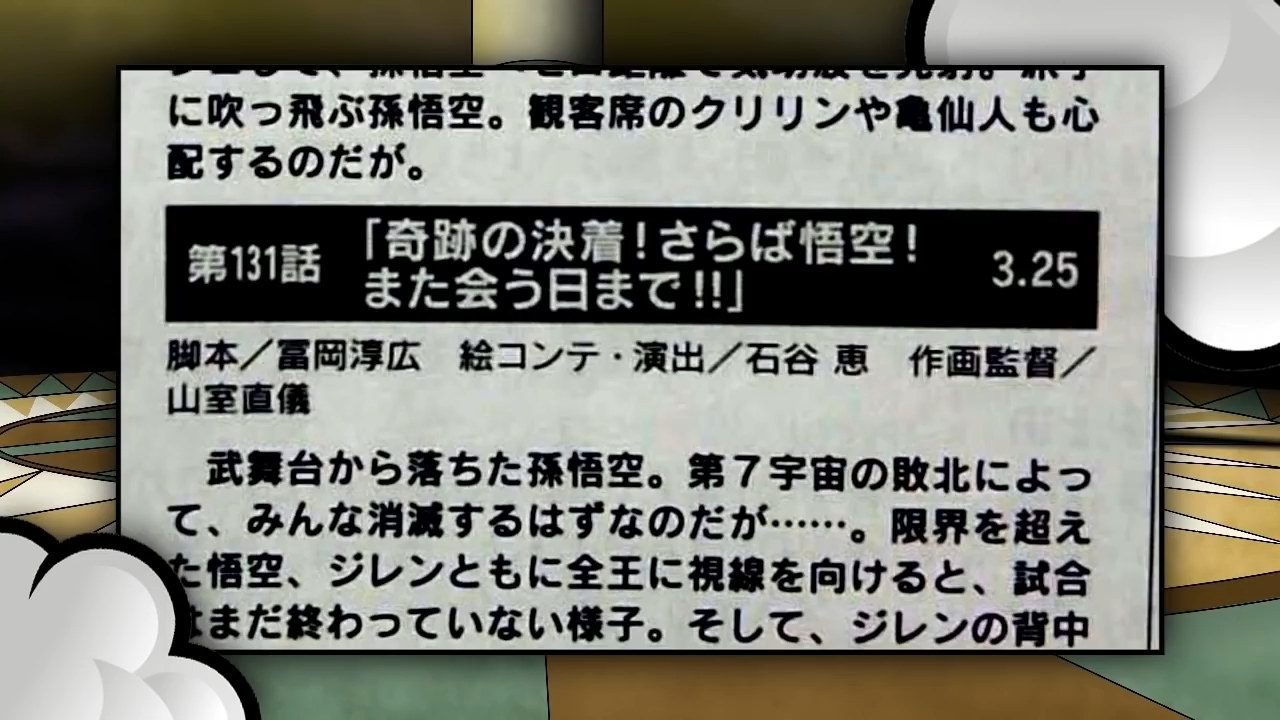 に吹っ飛ぶ孫悟空。観客席のクリリンや亀仙人も心
配するのだが。
第131話 「奇跡の決着!さらば悟空! 3.25
また会う日まで!!」
脚本/冨岡淳広 絵コンテ・演出/石谷 恵 作画監督/
山室直儀
武舞台から落ちた孫悟空。第7宇宙の敗北によっ
て、みんな消滅するはずなのだが……。限界を超え
た悟空、ジレンともに全王に視線を向けると、試合
はまだ終わっていない様子。そして、ジレンの背中